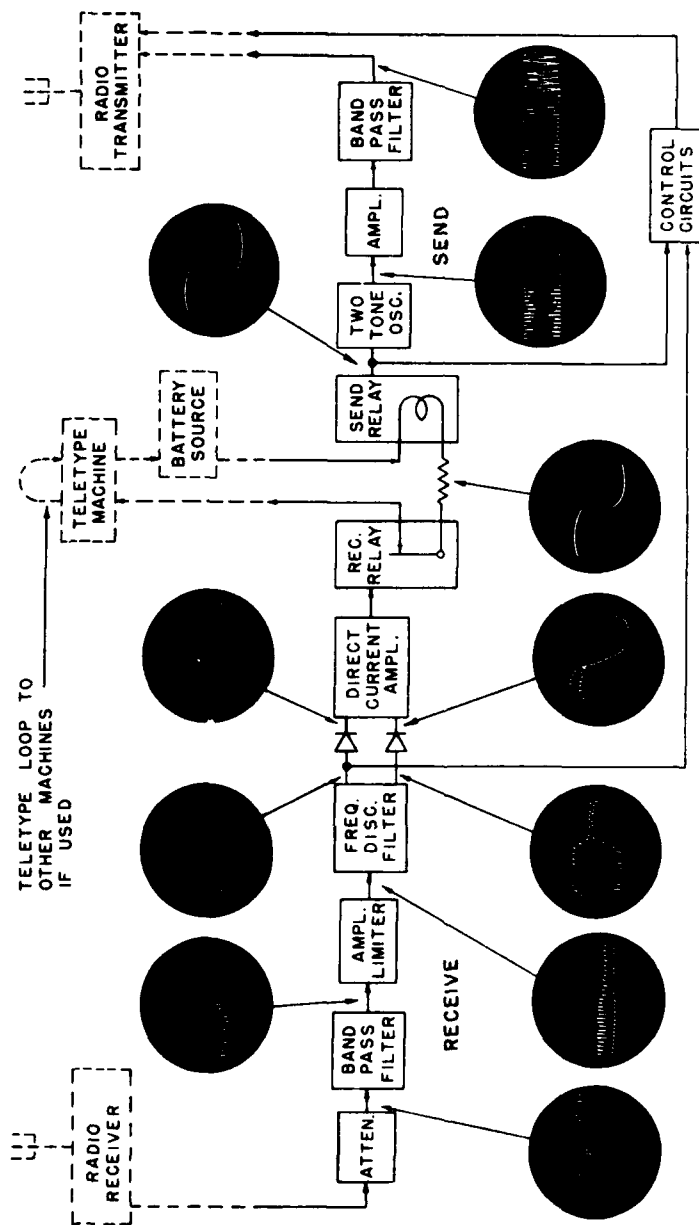 TELETYPE LOOP TO
OTHER MACHINES
IF USED
RADIO
RECEIVER
TELETYPE
MACHINE
BATTERY
SOURCE
RADIO
TRANSMITTER
ATTEN.
BAND
PASS
FILTER
AMPL.
LIMITER
FREQ.
DISC.
FILTER
DIRECT
CURRENT
AMPL.
REC.
RELAY
SEND
RELAY
TWO
TONE
OSC.
AMPL.
BAND
PASS
FILTER
RECEIVE
SEND
CONTROL
CIRCUITS